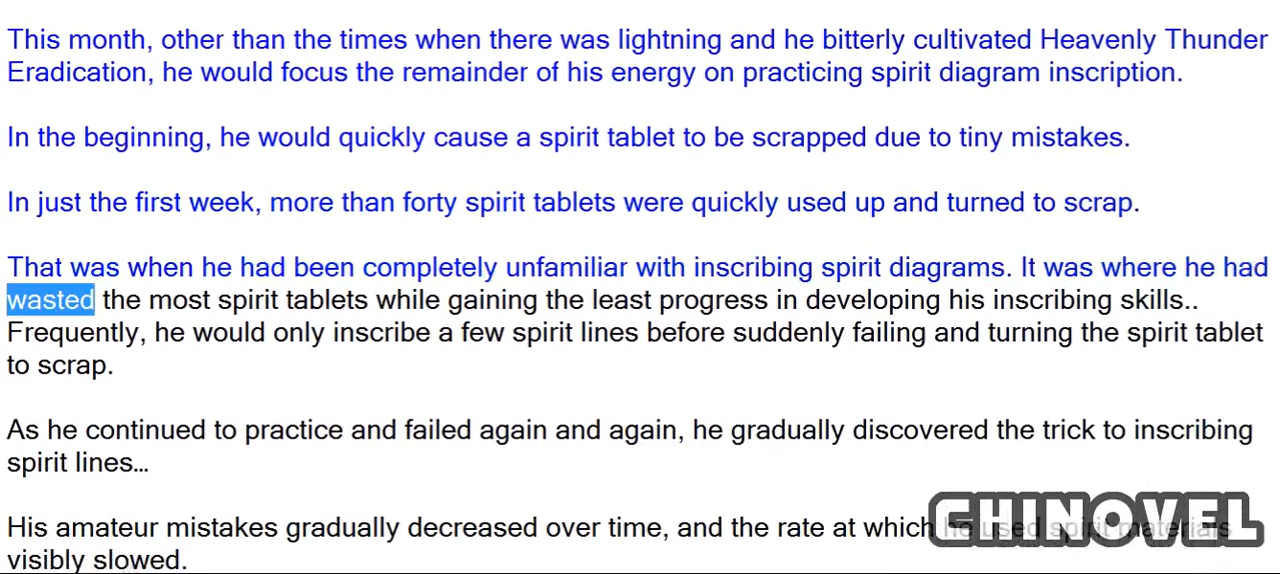 This month, other than the times when there was lightning and he bitterly cultivated Heavenly Thunder
Eradication, he would focus the remainder of his energy on practicing spirit diagram inscription.
In the beginning, he would quickly cause a spirit tablet to be scrapped due to tiny mistakes.
In just the first week, more than forty spirit tablets were quickly used up and turned to scrap.
That was when he had been completely unfamiliar with inscribing spirit diagrams. It was where he had
wasted the most spirit tablets while gaining the least progress in developing his inscribing skills..
Frequently, he would only inscribe a few spirit lines before suddenly failing and turning the spirit tablet
to scrap.
As he continued to practice and failed again and again, he gradually discovered the trick to inscribing
spirit lines…
His amateur mistakes gradually decreased over time, and the rate at which he used spirit materials
visibly slowed.
CHINOVEL